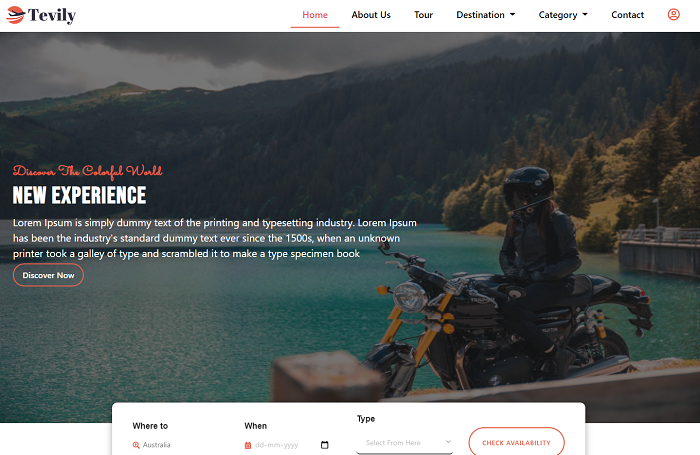 Tevily
Home About Us Tour Destination Category Contact
Discover The Colorful World
NEW EXPERIENCE
Lorem Ipsum is simply dummy text of the printing and typesetting industry. Lorem Ipsum
has been the industry's standard dummy text ever since the 1500s, when an unknown
printer took a galley of type and scrambled it to make a type specimen book
Discover Now
TRIUMPH
Where to When Type
Australia dd-mm-yyyy Select From Here CHECK AVAILABILITY